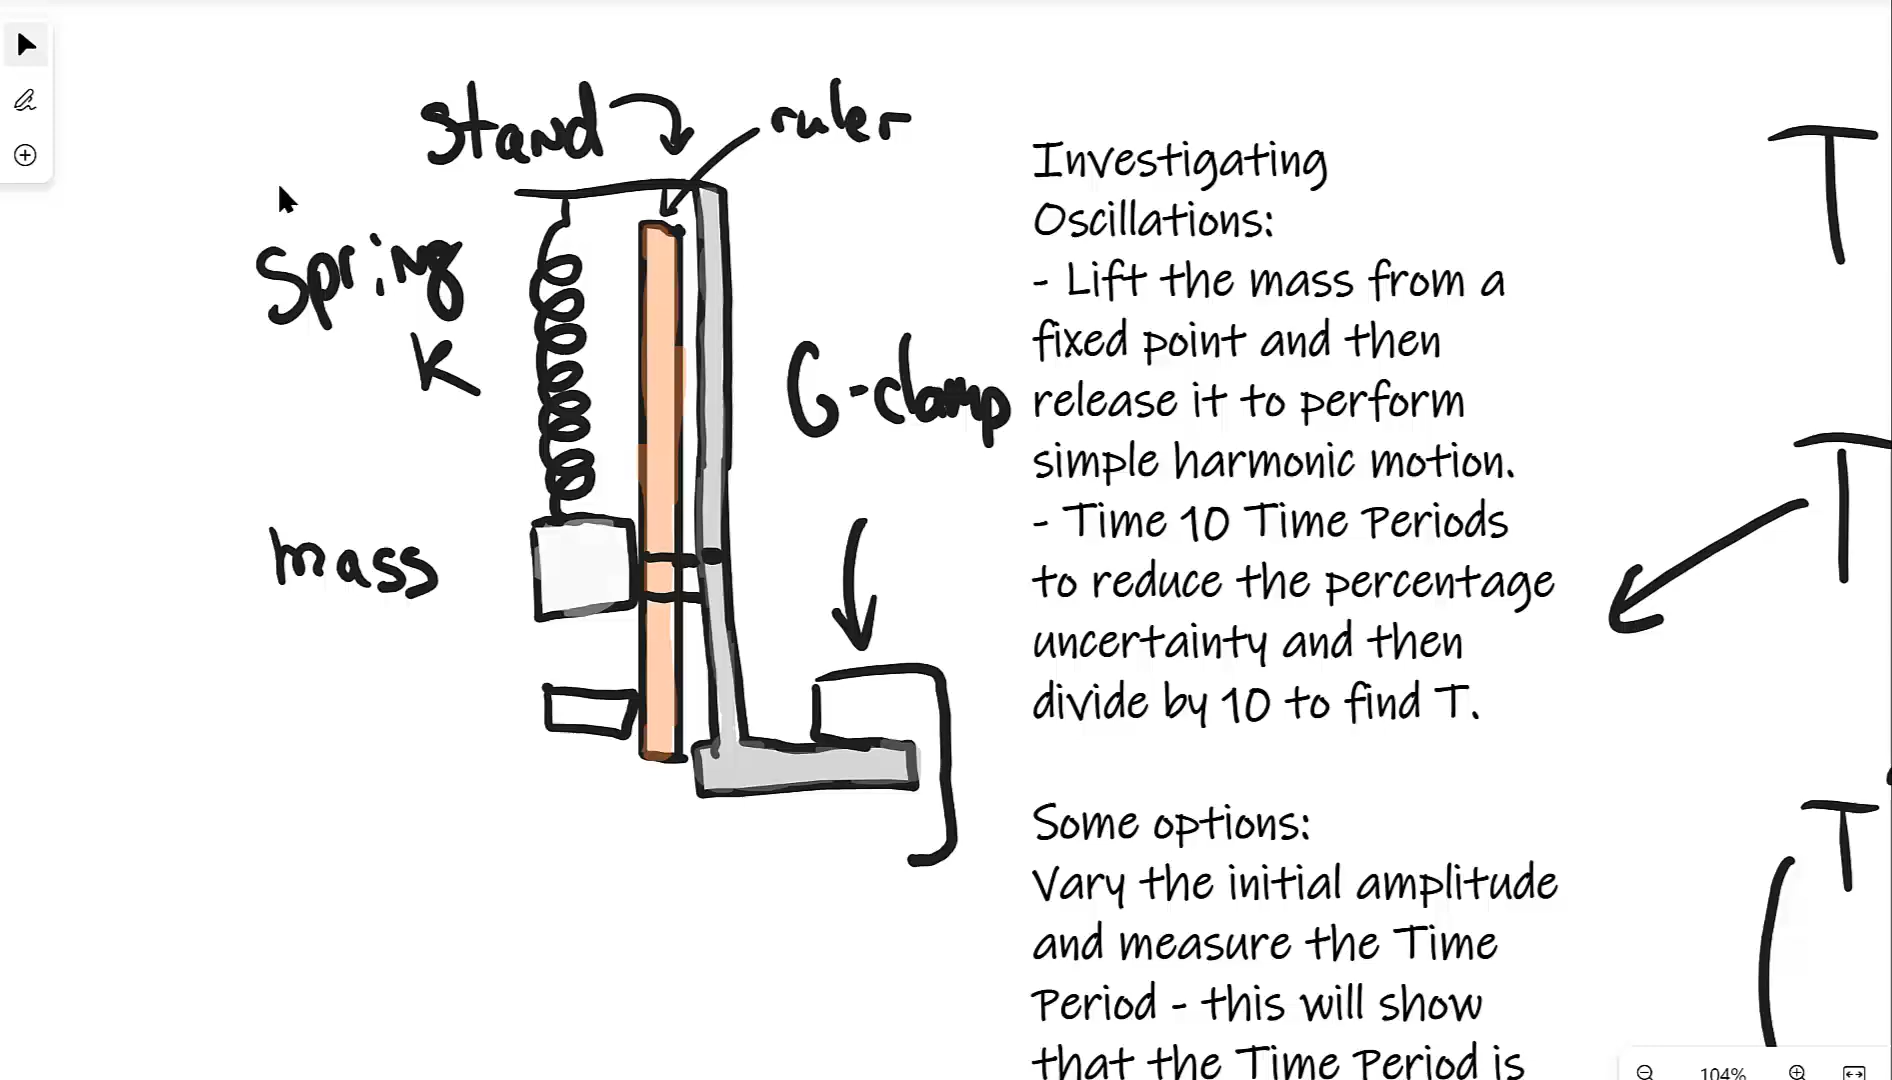 Stand
ruler
Spring
K
G-clamp
mass
Investigating
Oscillations:
- Lift the mass from a
fixed point and then
release it to perform
simple harmonic motion.
- Time 10 Time Periods
to reduce the percentage
uncertainty and then
divide by 10 to find T.
Some options:
Vary the initial amplitude
and measure the Time
Period - this will show
that the Time Period is
T
T
T
104%